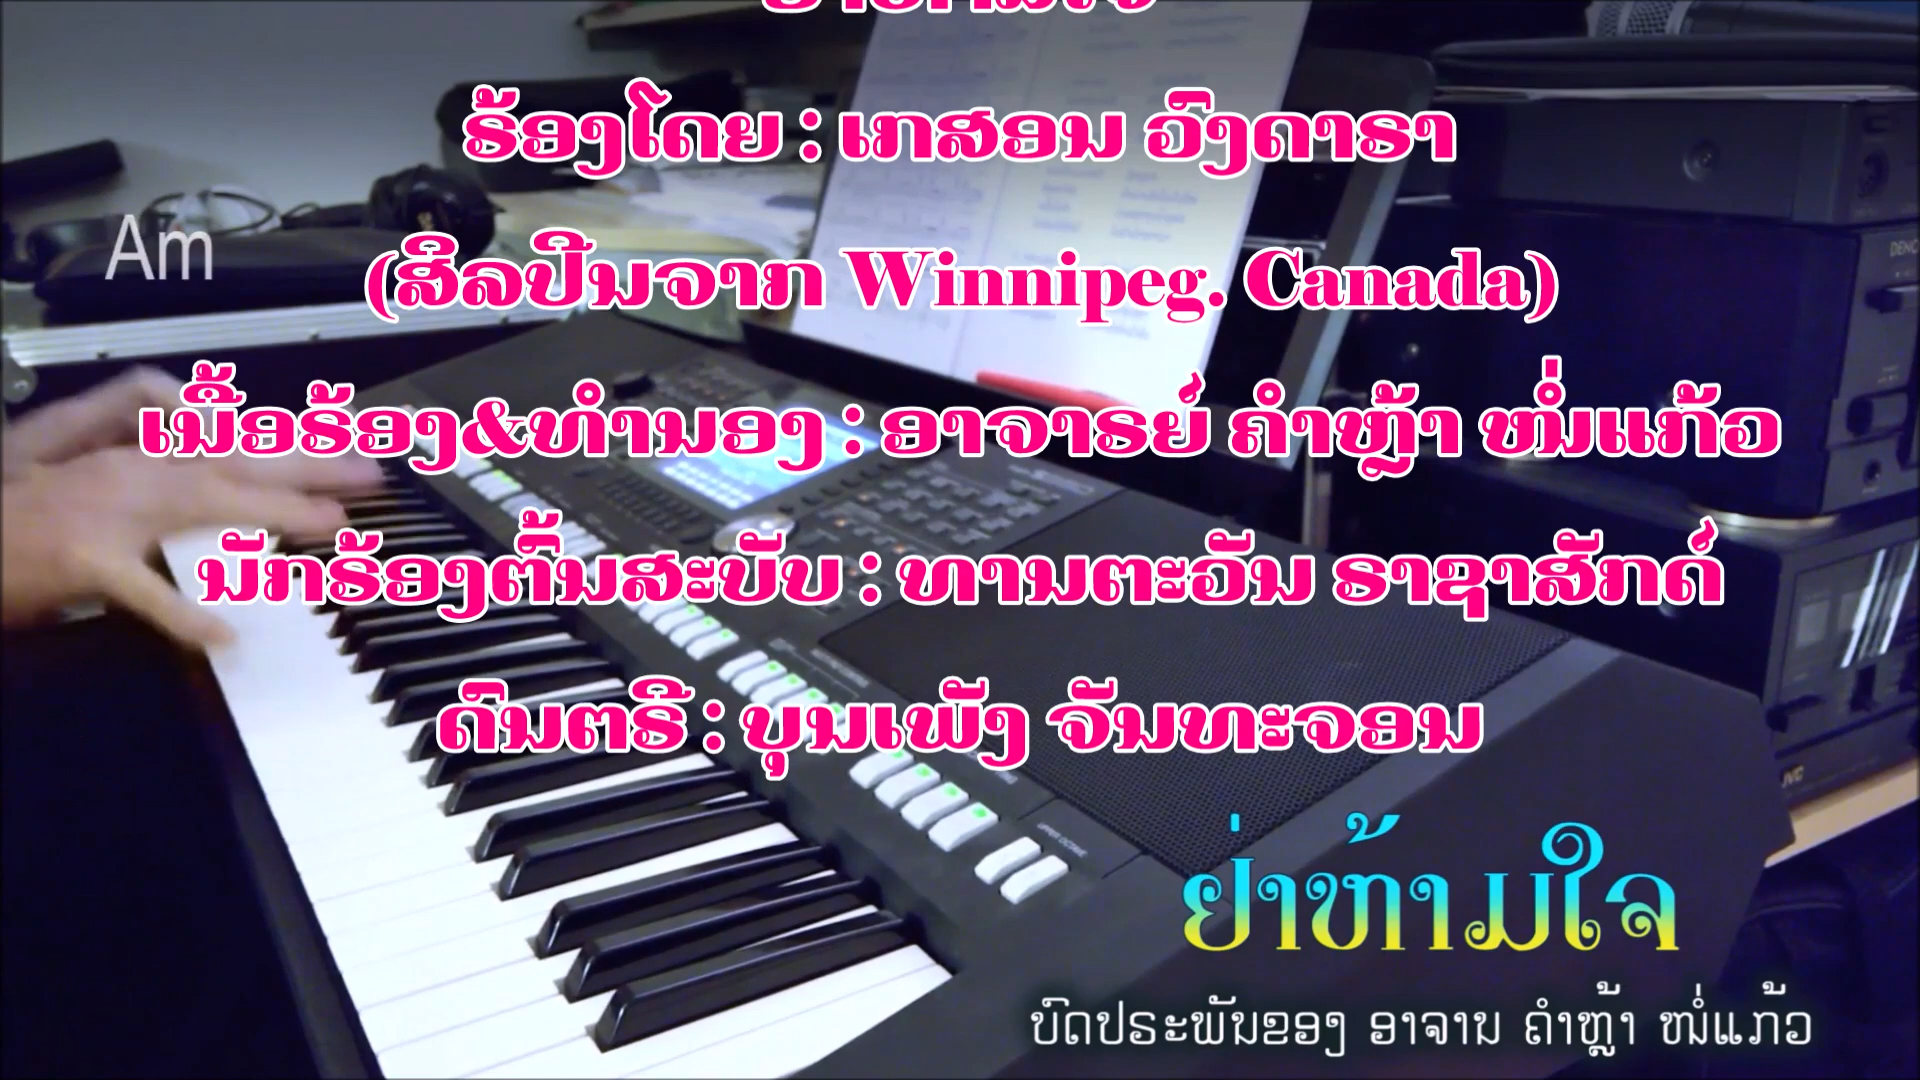 ຮ້ອງໂດຍ : ເກສອນ ວົງດາຣາ
(ສິລປິນຈາກ Winnipeg. Canada)
Am
ເນື້ອຮ້ອງ&ທຳນອງ : ອາຈາຣຍ໌ ຄຳຫຼ້າ ໜໍ່ແກ້ວ
ນັກຮ້ອງຕົ້ນສະບັບ : ທານຕະວັນ ຣາຊາສັກດ໌
ດົນຕຣີ : ບຸນເພັງ ຈັນທະຈອນ
JVC
ຢ່າຫ້າມໃຈ
ບົດປະພັນຂອງ ອາຈານ ຄຳຫຼ້າ ໜໍ່ແກ້ວ